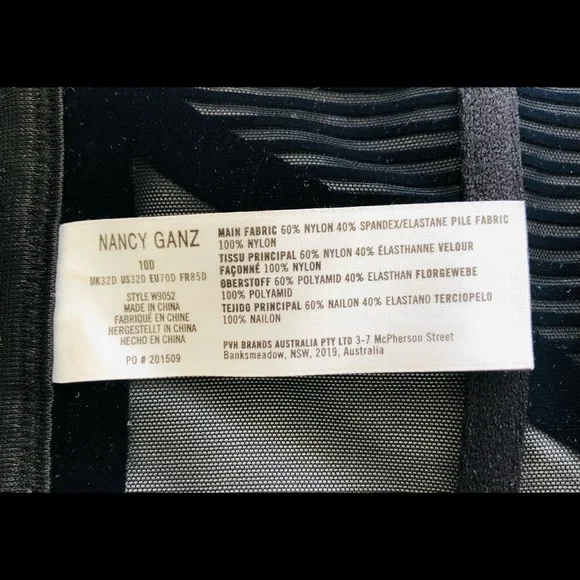 NANCY GANZ
10D
UK32D US32D EU70D FR85D
STYLE W9052
MADE IN CHINA
FABRIQUÉ EN CHINE
HERGESTELLT IN CHINA
HECHO EN CHINA
PO # 201509
MAIN FABRIC 60% NYLON 40% SPANDEX/ELASTANE PILE FABRIC
100% NYLON
TISSU PRINCIPAL 60% NYLON 40% ÉLASTHANNE VELOUR
FAÇONNÉ 100% NYLON
OBERSTOFF 60% POLYAMID 40% ELASTHAN FLORGEWEBE
100% POLYAMID
TEJIDO PRINCIPAL 60% NAILON 40% ELASTANO TERCIOPELO
100% NAILON
PVH BRANDS AUSTRALIA PTY LTD 3-7 McPherson Street
Banksmeadow, NSW, 2019, Australia